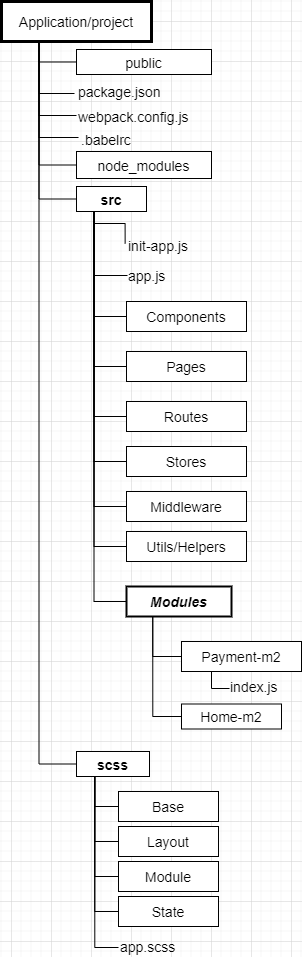 Application/project
public
package.json
webpack.config.js
.babelrc
node_modules
src
init-app.js
app.js
Components
Pages
Routes
Stores
Middleware
Utils/Helpers
Modules
Payment-m2
index.js
Home-m2
scss
Base
Layout
Module
State
app.scss